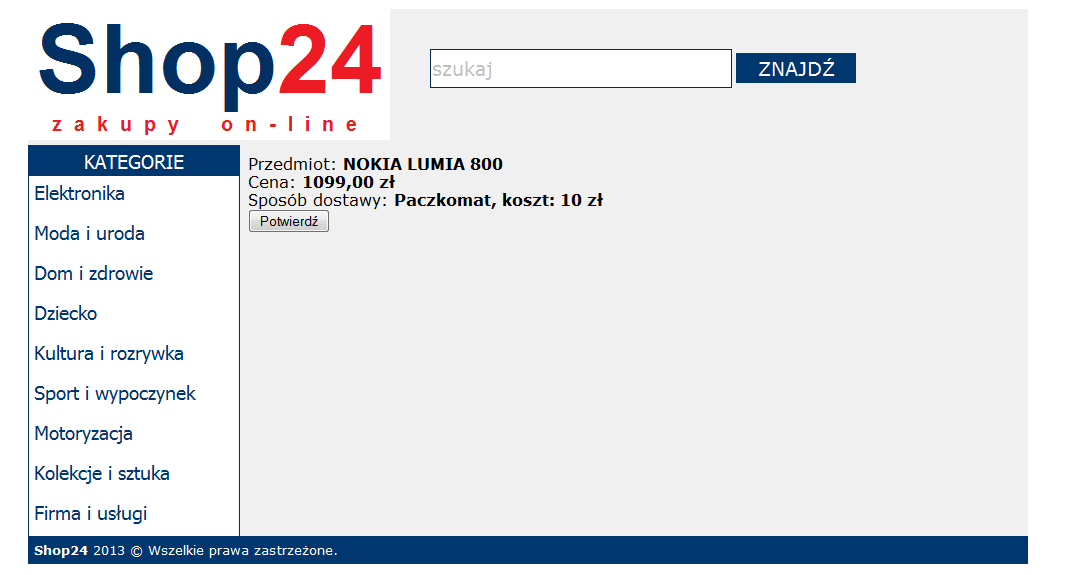 Shop24
zakupy on-line
szukaj
ZNAJDŹ
KATEGORIE
Elektronika
Moda i uroda
Dom i zdrowie
Dziecko
Kultura i rozrywka
Sport i wypoczynek
Motoryzacja
Kolekcje i sztuka
Firma i usługi
Przedmiot: NOKIA LUMIA 800
Cena: 1099,00 zł
Sposób dostawy: Paczkomat, koszt: 10 zł
Potwierdź
Shop24 2013 © Wszelkie prawa zastrzeżone.